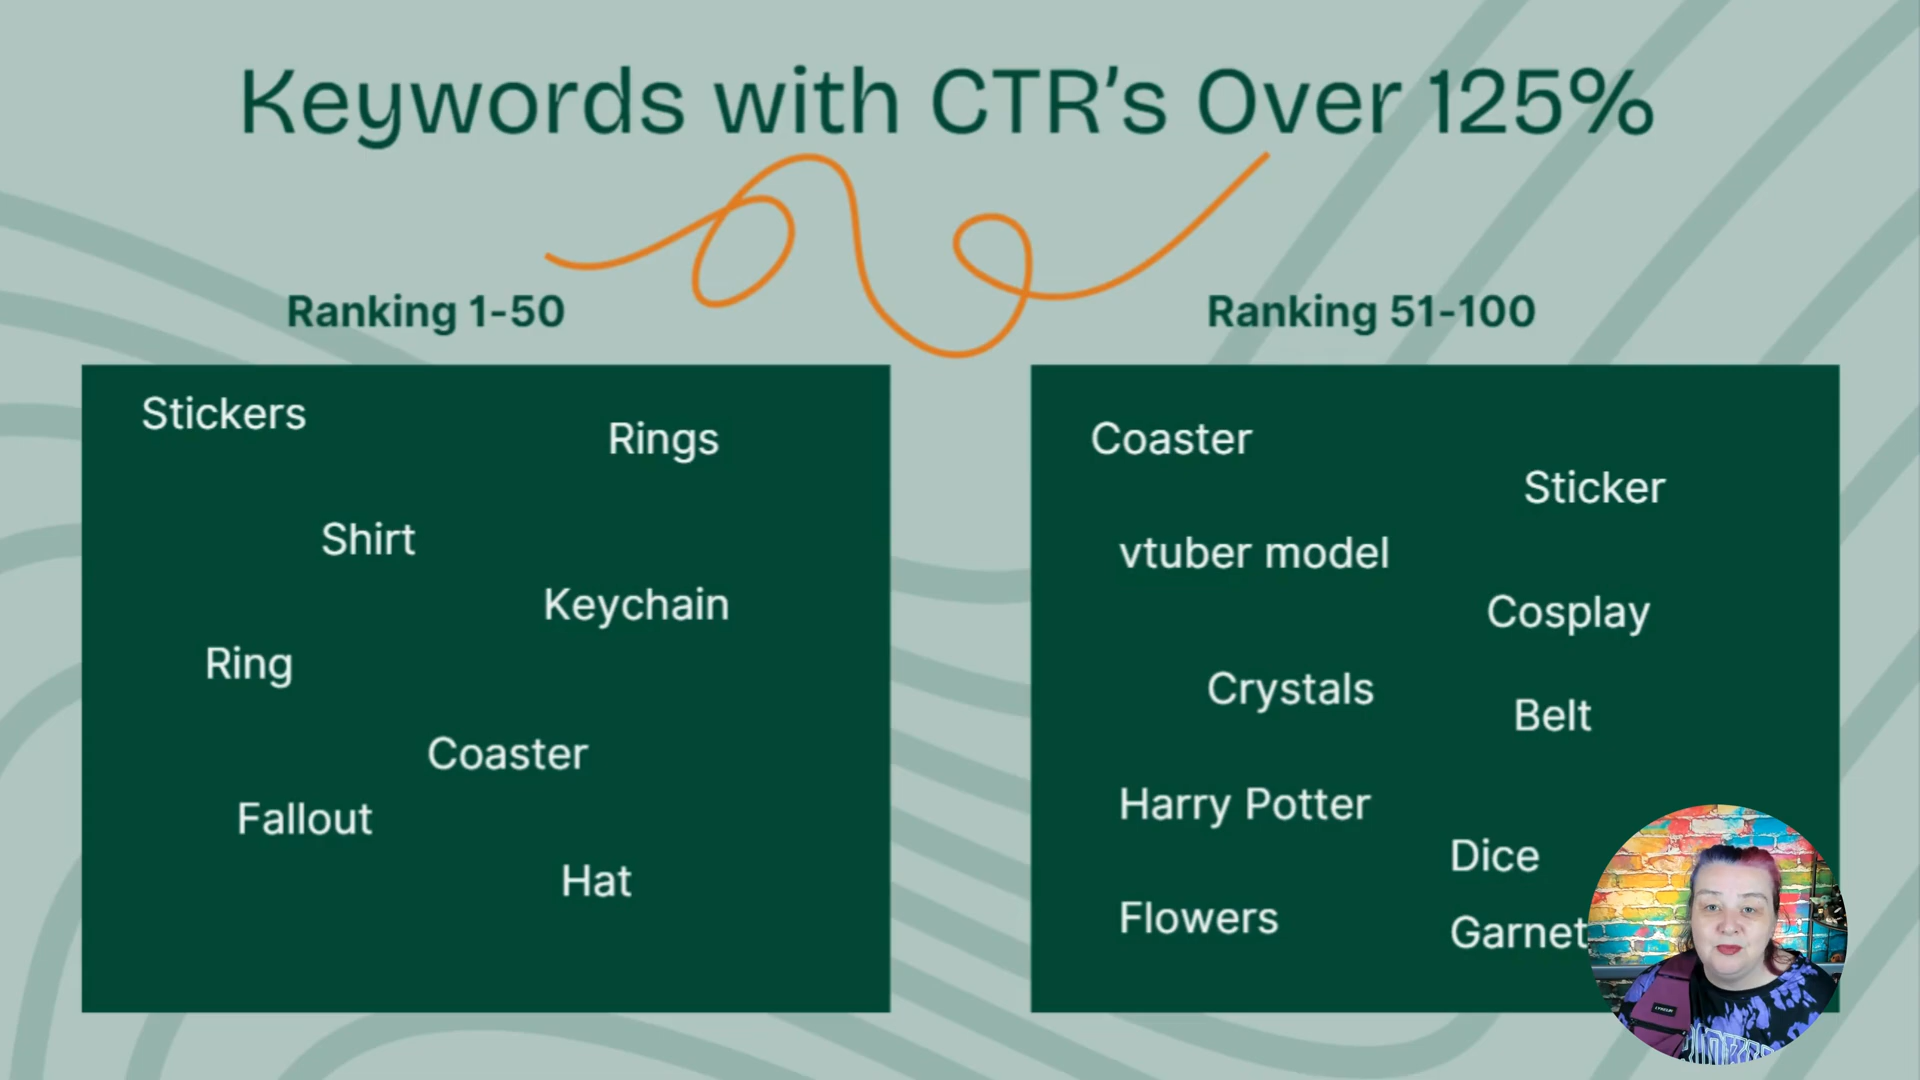 Keywords with CTR's Over 125%
Ranking 1-50
Stickers
Rings
Shirt
Keychain
Ring
Coaster
Fallout
Hat
Ranking 51-100
Coaster
Sticker
vtuber model
Cosplay
Crystals
Belt
Harry Potter
Dice
Flowers
Garnet